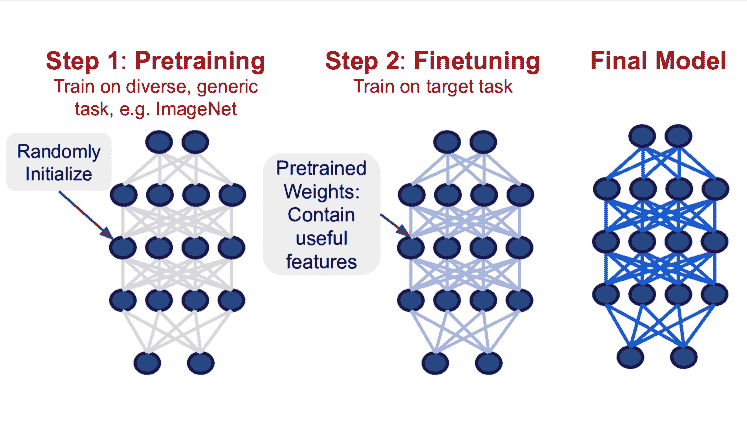 Step 1: Pretraining
Train on diverse, generic
task, e.g. ImageNet
Randomly
Initialize
Step 2: Finetuning
Train on target task
Pretrained
Weights:
Contain
useful
features
Final Model